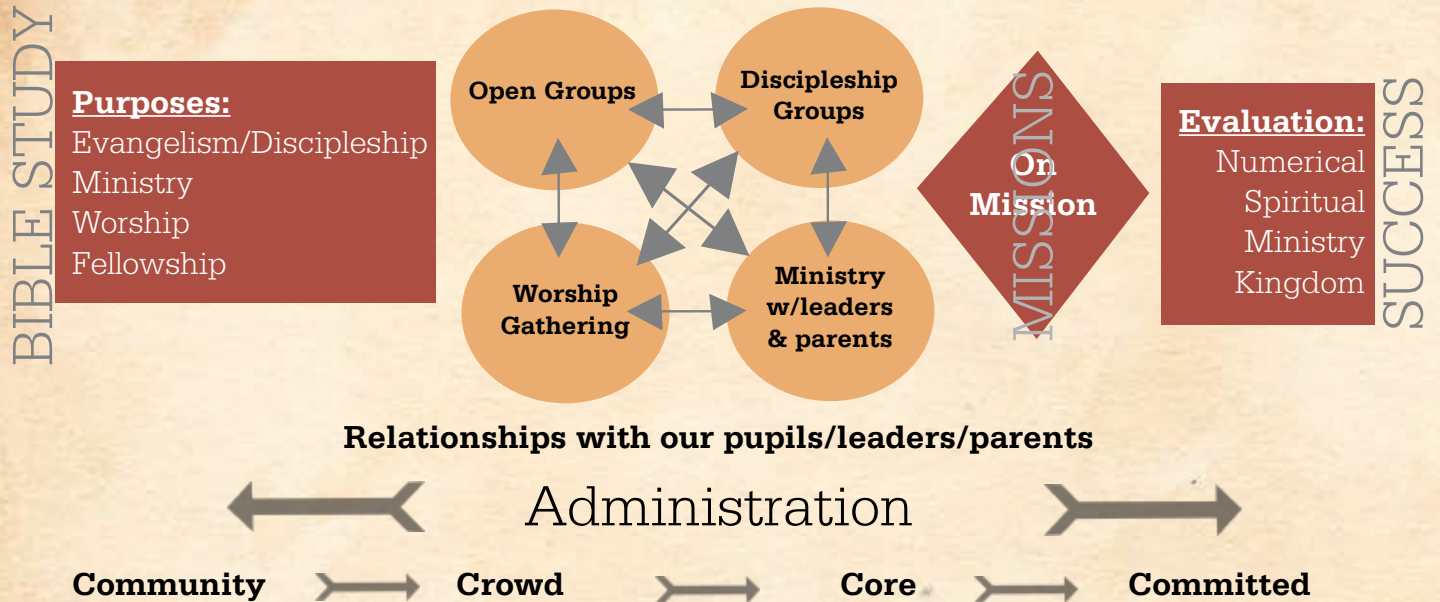 BIBLE STUDY
Purposes:
Evangelism/Discipleship
Ministry
Worship
Fellowship
Open Groups
Discipleship
Groups
Worship
Gathering
Ministry
w/leaders
& parents
On
Mission
MISSIONS
Evaluation:
Numerical
Spiritual
Ministry
Kingdom
SUCCESS
Relationships with our pupils/leaders/parents
Administration
Community
Crowd
Core
Committed